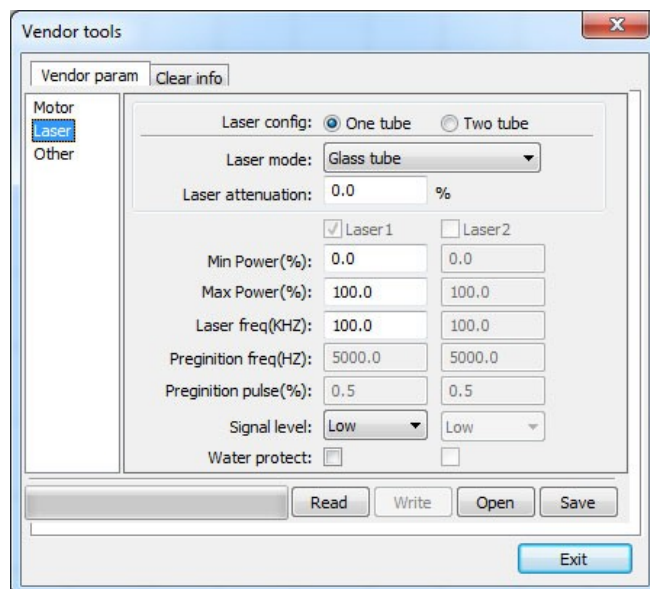 Vendor tools
Vendor param Clear info
Motor
Laser
Other
Laser config: One tube Two tube
Laser mode: Glass tube
Laser attenuation: 0.0 %
Laser1 Laser2
Min Power(%): 0.0 0.0
Max Power(%): 100.0 100.0
Laser freq(KHZ): 100.0 100.0
Preginition freq(HZ): 5000.0 5000.0
Preginition pulse(%): 0.5 0.5
Signal level: Low Low
Water protect:
Read Write Open Save
Exit